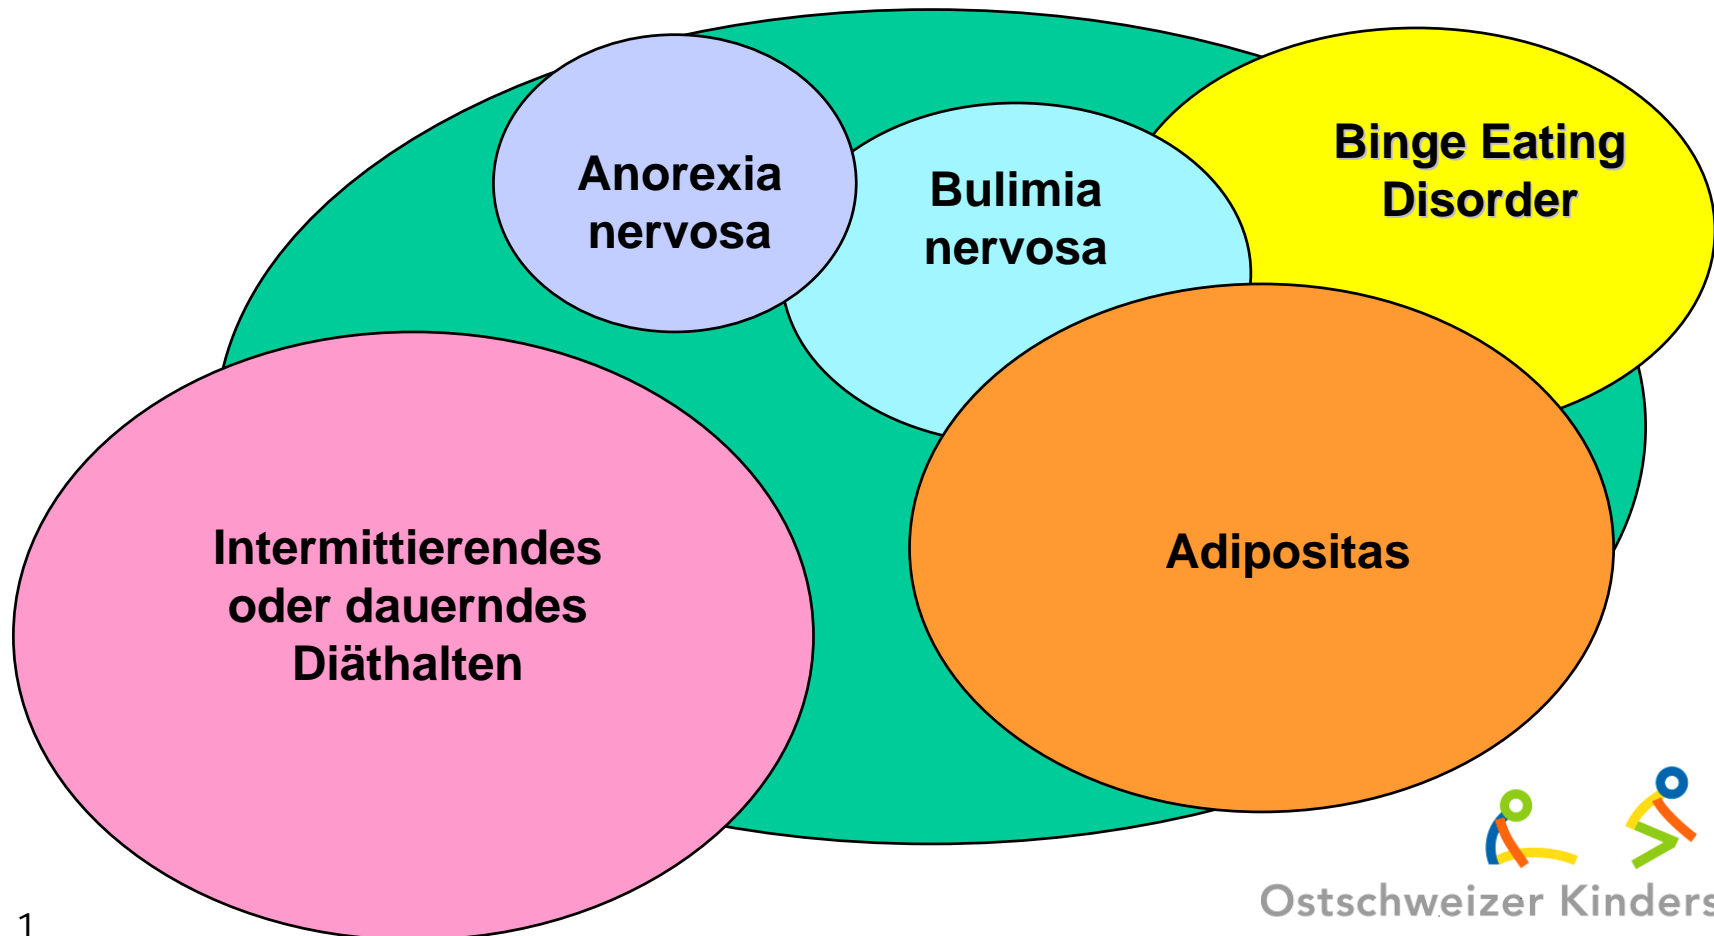 Anorexia
nervosa
Bulimia
nervosa
Binge Eating
Disorder
Intermittierendes
oder dauerndes
Diäthalten
Adipositas
Ostschweizer Kinders
1